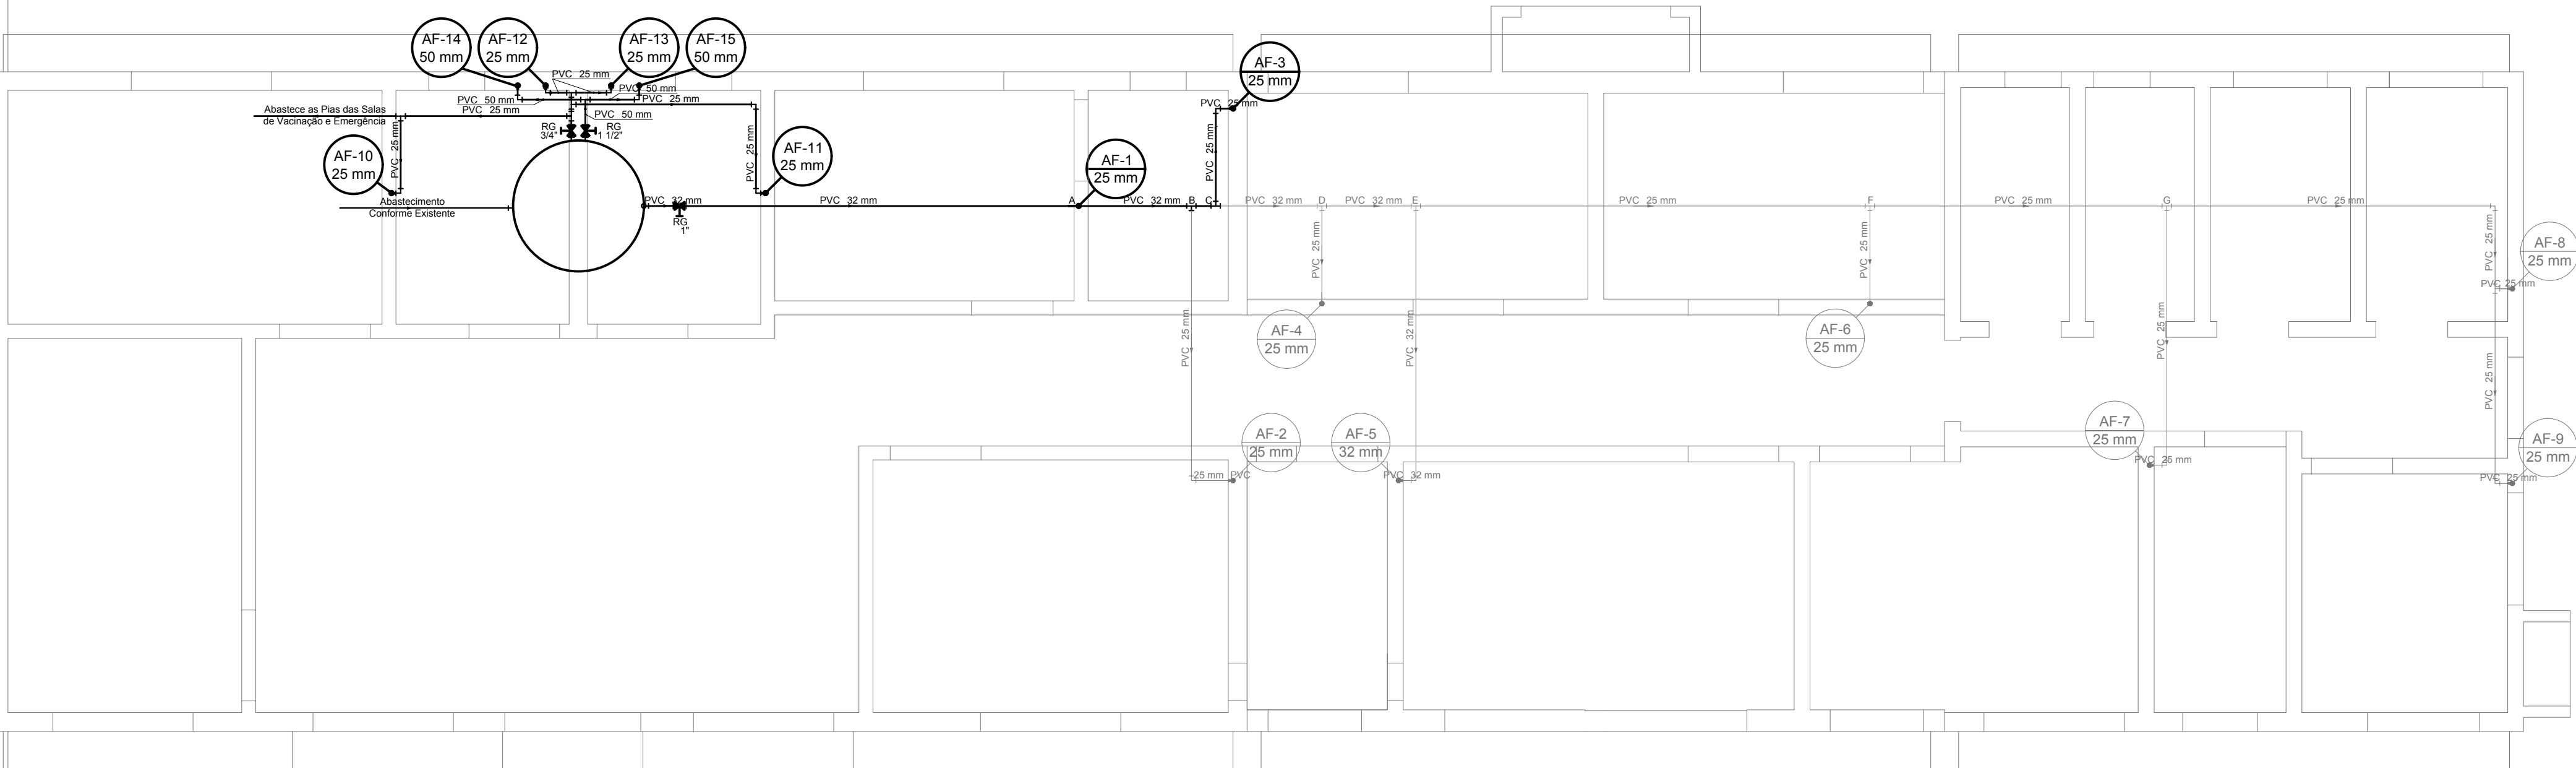 AF-14
50 mm
AF-12
25 mm
AF-13
25 mm
AF-15
50 mm
AF-3
25 mm
PVC 25 mm
PVC 50 mm
PVC 50 mm
PVC 25 mm
PVC 25 mm
Abastece as Pias das Salas
PVC 25 mm
de Vacinação e Emergência
PVC 50 mm
RG
3/4"
RG
1 1/2"
AF-10
25 mm
PVC 25 mm
PVC 25 mm
AF-11
25 mm
AF-1
25 mm
PVC 25 mm
Abastecimento
Conforme Existente
PVC 32 mm
RG
1"
PVC 32 mm
A
PVC 32 mm
B
C
PVC 32 mm
D
PVC 32 mm
E
PVC 25 mm
F
PVC 25 mm
G
PVC 25 mm
PVC 25 mm
PVC 25 mm
PVC 25 mm
AF-8
25 mm
PVC 25 mm
AF-4
25 mm
AF-6
25 mm
PVC 25 mm
PVC 32 mm
PVC 25 mm
PVC 25 mm
AF-2
25 mm
AF-5
32 mm
AF-7
25 mm
AF-9
25 mm
25 mm PVC
PVC 32 mm
PVC 25 mm
PVC 25 mm